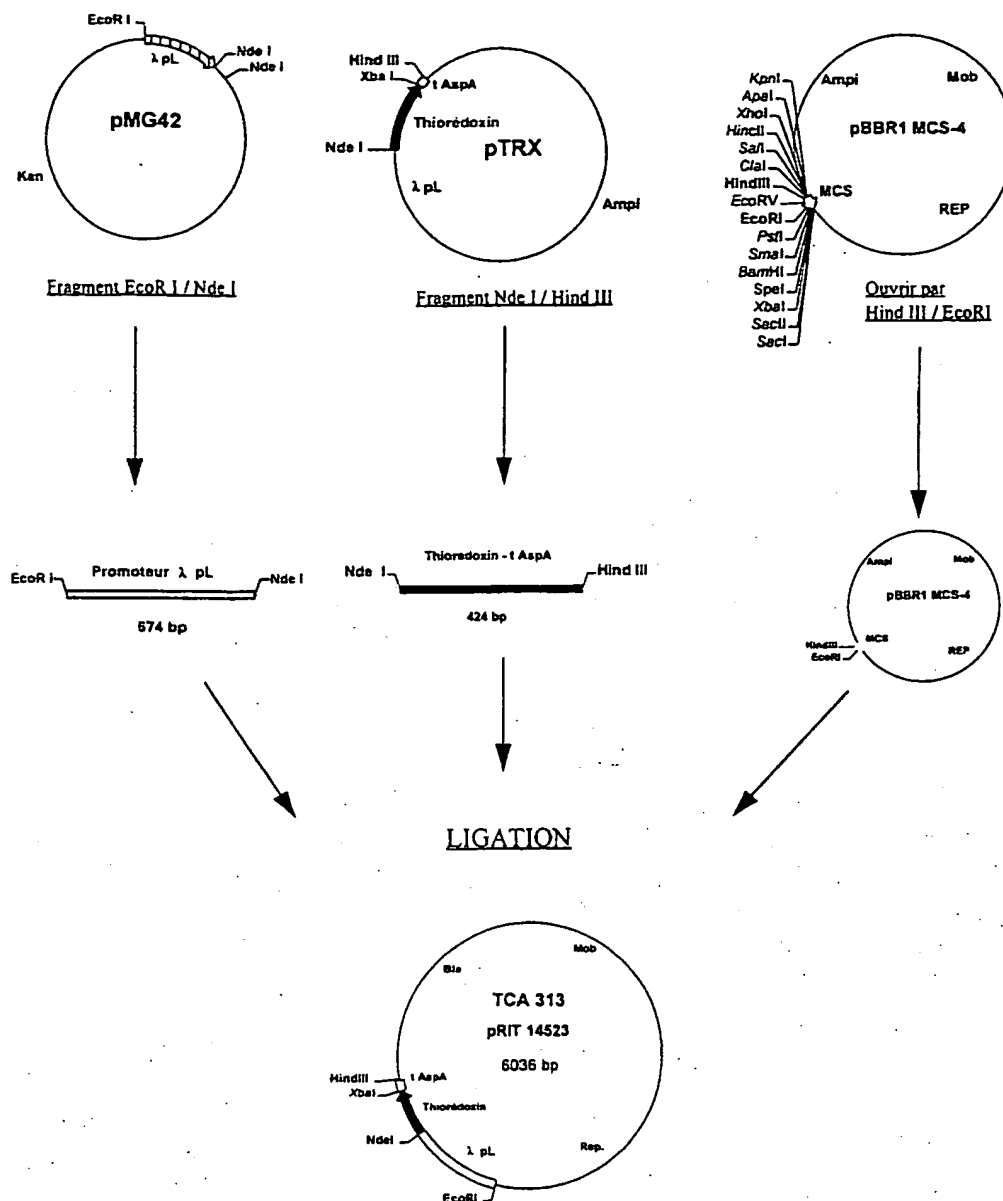 EcoR I
λ pL
Nde I
Nde I
pMG42
Kan
Fragment EcoR I / Nde I
Hind III
Xba I
t AspA
Thiorédoxin
Nde I
pTRX
λ pL
Ampi
Fragment Nde I / Hind III
KpnI
ApaI
XhoI
HincII
SalI
ClaI
HindIII
EcoRV
EcoRI
PstI
SmaI
BamHI
SpeI
XbaI
SacII
SacI
Ampi
Mob
pBBR1 MCS-4
MCS
REP
Ouvrir par
Hind III / EcoRI
EcoR I
Promoteur λ pL
Nde I
674 bp
Thioredoxin - t AspA
Nde I
Hind III
424 bp
Ampi
Mob
pBBR1 MCS-4
HindIII
MCS
EcoRI
REP
LIGATION
Mob
Bla
TCA 313
pRIT 14523
6036 bp
HindIII
t AspA
XbaI
Thiorédoxin
NdeI
λ pL
Rep.
EcoRI